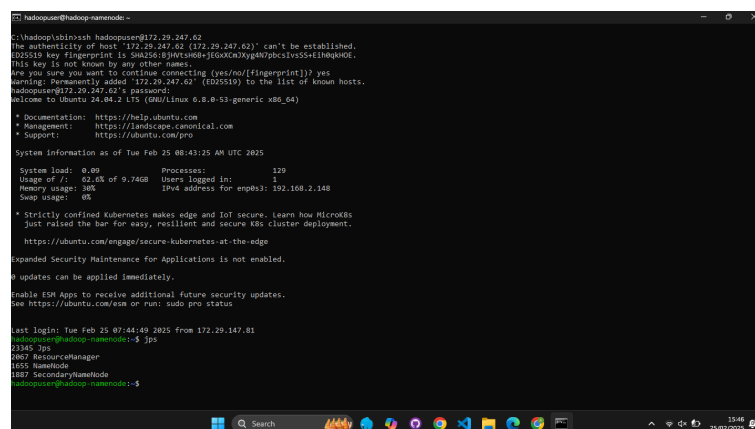 hadoopuser@hadoop-namenode: ~
C:\hadoop\sbin>ssh hadoopuser@172.29.247.62
The authenticity of host '172.29.247.62 (172.29.247.62)' can't be established.
ED25519 key fingerprint is
This key is not known by any other names.
Are you sure you want to continue connecting (yes/no/[fingerprint])? yes
Warning: Permanently added '172.29.247.62' (ED25519) to the list of known hosts.
hadoopuser@172.29.247.62's password:
Welcome to Ubuntu 24.04.2 LTS (GNU/Linux 6.8.0-53-generic x86_64)
* Documentation: https://help.ubuntu.com
* Management: https://landscape.canonical.com
* Support: https://ubuntu.com/pro
System information as of Tue Feb 25 08:43:25 AM UTC 2025
System load: 0.09 Processes: 129
Usage of /: 62.6% of 9.74GB Users logged in: 1
Memory usage: 30% IPv4 address for enp0s3: 192.168.2.148
Swap usage: 0%
* Strictly confined Kubernetes makes edge and IoT secure. Learn how MicroK8s
just raised the bar for easy, resilient and secure K8s cluster deployment.
https://ubuntu.com/engage/secure-kubernetes-at-the-edge
Expanded Security Maintenance for Applications is not enabled.
0 updates can be applied immediately.
Enable ESM Apps to receive additional future security updates.
See https://ubuntu.com/esm or run: sudo pro status
Last login: Tue Feb 25 07:44:49 2025 from 172.29.147.81
hadoopuser@hadoop-namenode:~$ jps
23345 Jps
2067 ResourceManager
1655 NameNode
1887 SecondaryNameNode
hadoopuser@hadoop-namenode:~$
Search
15:46
25/02/2025